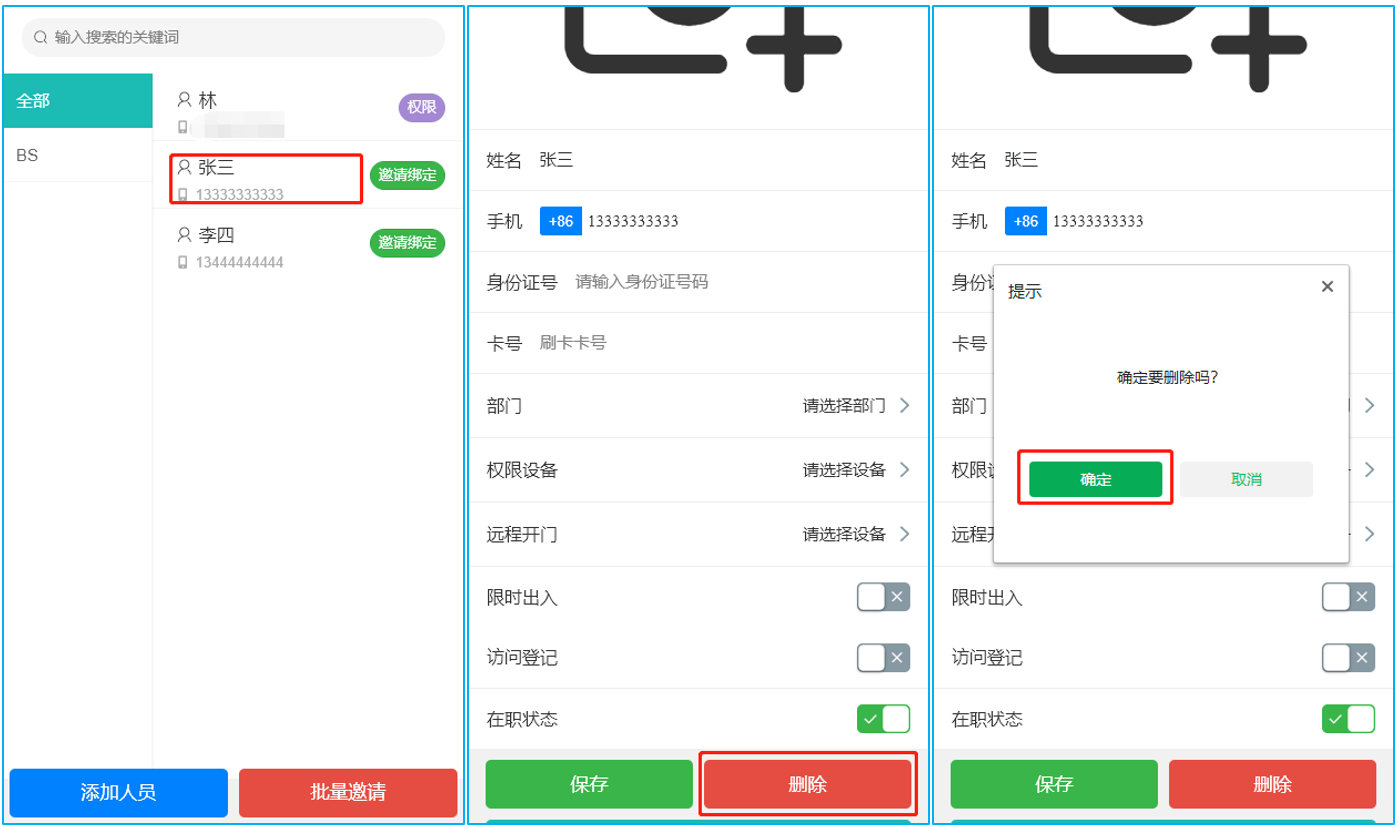 输入搜索的关键词
全部
BS
林
权限
张三
13333333333
邀请绑定
李四
13444444444
邀请绑定
添加人员
批量邀请
姓名 张三
手机 +86 13333333333
身份证号 请输入身份证号码
卡号 刷卡卡号
部门 请选择部门
权限设备 请选择设备
远程开门 请选择设备
限时出入
访问登记
在职状态
保存 删除
姓名 张三
手机 +86 13333333333
身份
提示
卡号
确定要删除吗?
部门
权限
确定 取消
远程
限时出入
访问登记
在职状态
保存 删除